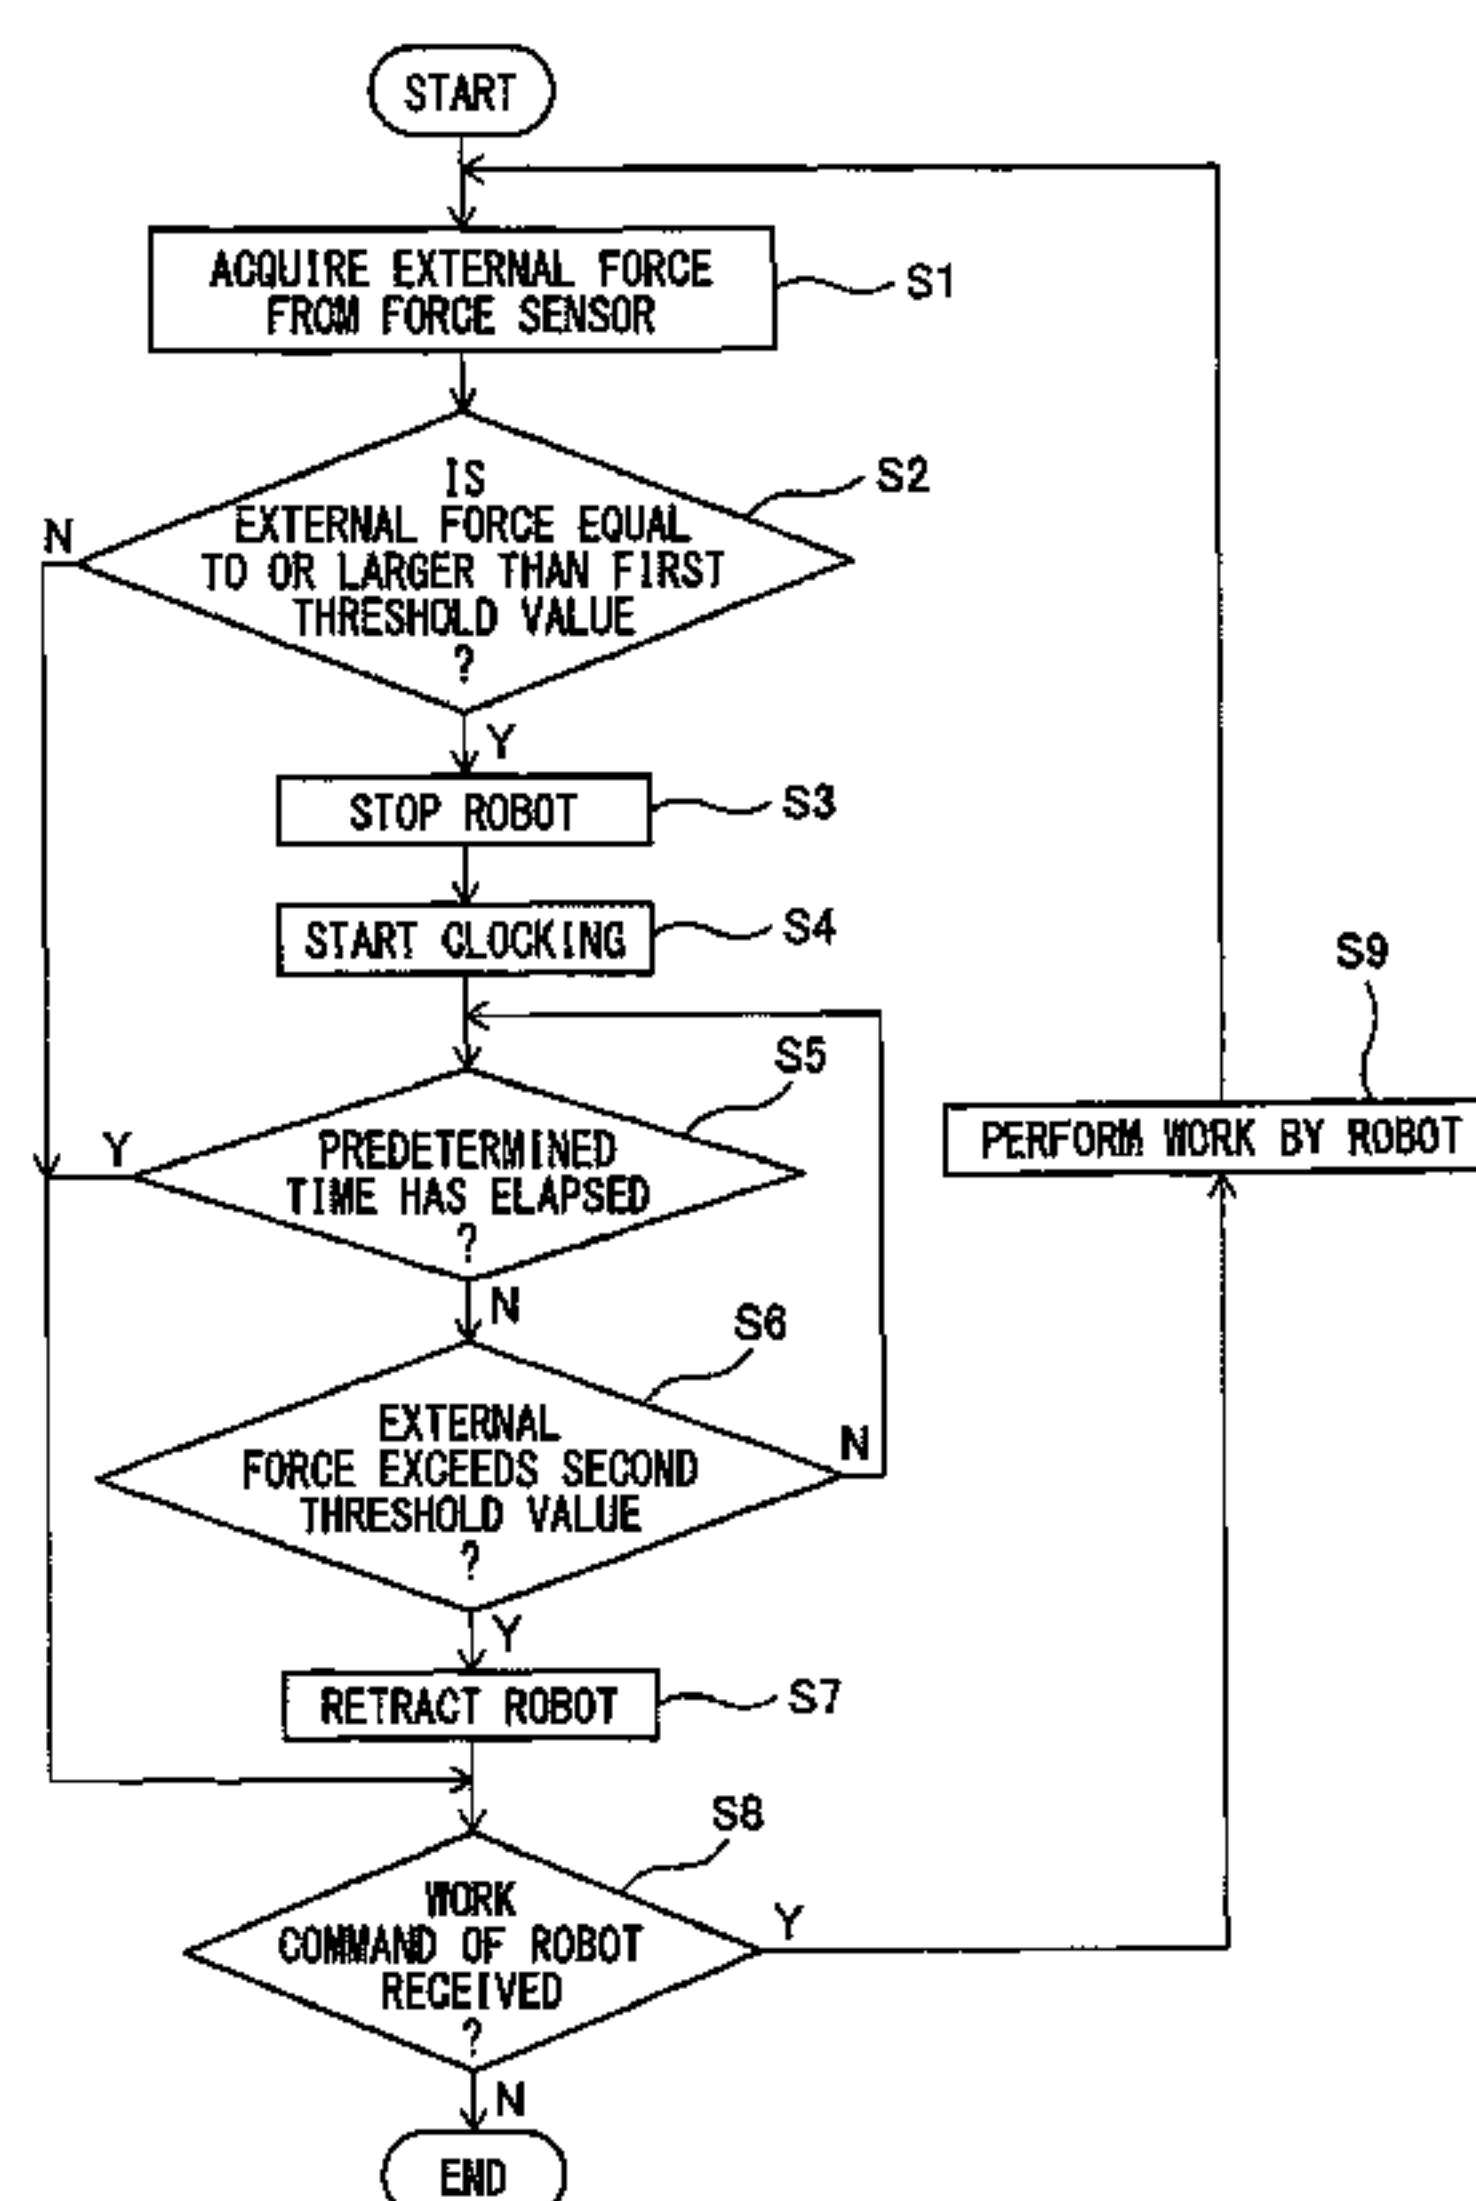 START
ACQUIRE EXTERNAL FORCE
FROM FORCE SENSOR
S1
IS
EXTERNAL FORCE EQUAL
TO OR LARGER THAN FIRST
THRESHOLD VALUE
?
S2
N
Y
STOP ROBOT
S3
START CLOCKING
S4
S5
PREDETERMINED
TIME HAS ELAPSED
?
Y
N
S9
PERFORM WORK BY ROBOT
S6
EXTERNAL
FORCE EXCEEDS SECOND
THRESHOLD VALUE
?
N
Y
RETRACT ROBOT
S7
S8
WORK
COMMAND OF ROBOT
RECEIVED
?
Y
N
END